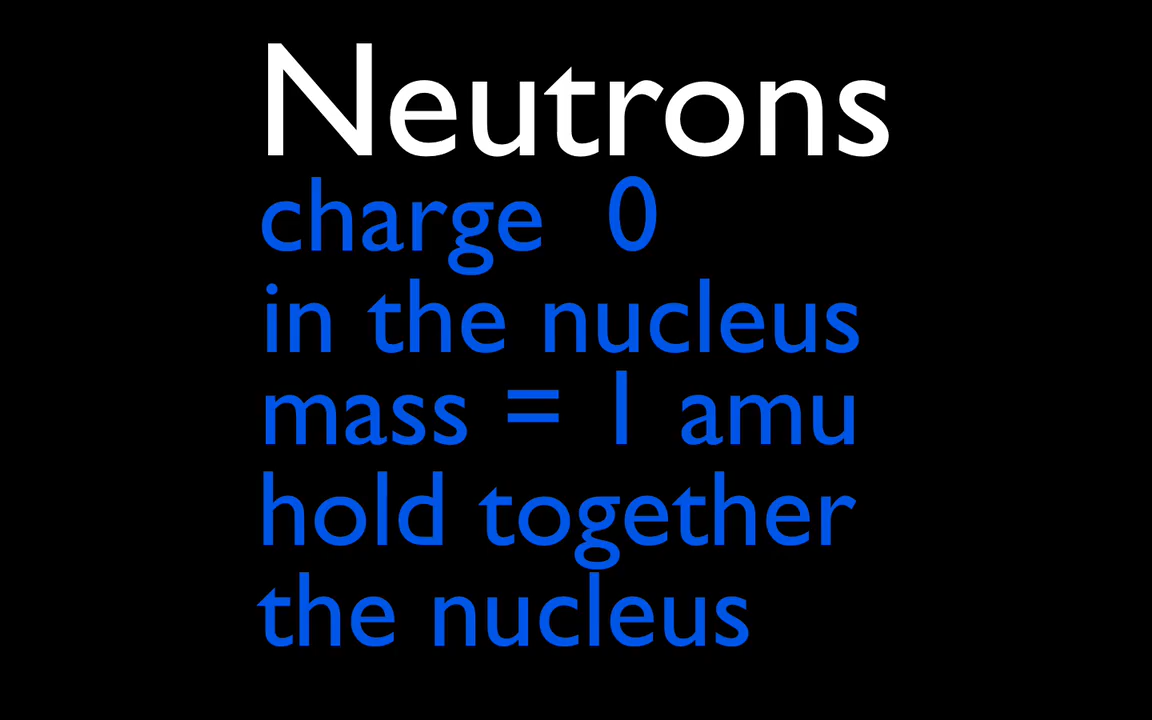 Neutrons
charge 0
in the nucleus
mass = 1 amu
hold together
the nucleus